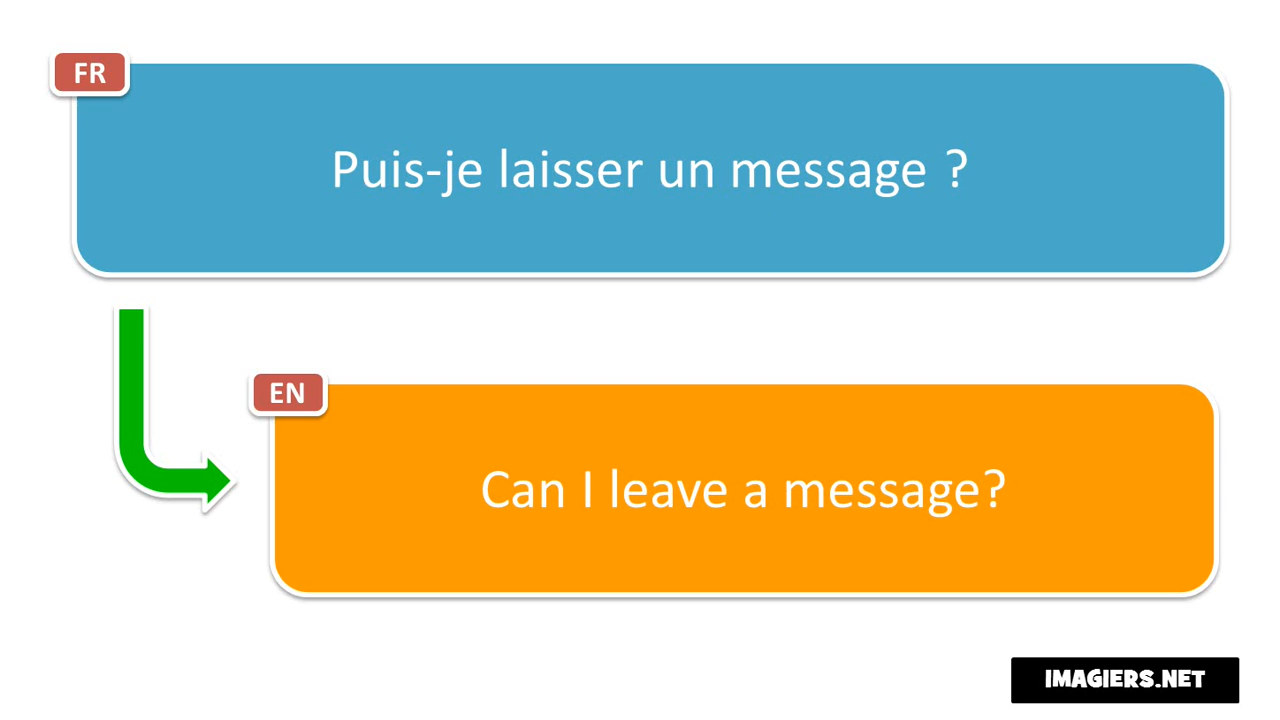 FR
Puis-je laisser un message ?
EN
Can I leave a message?
IMAGIERS.NET